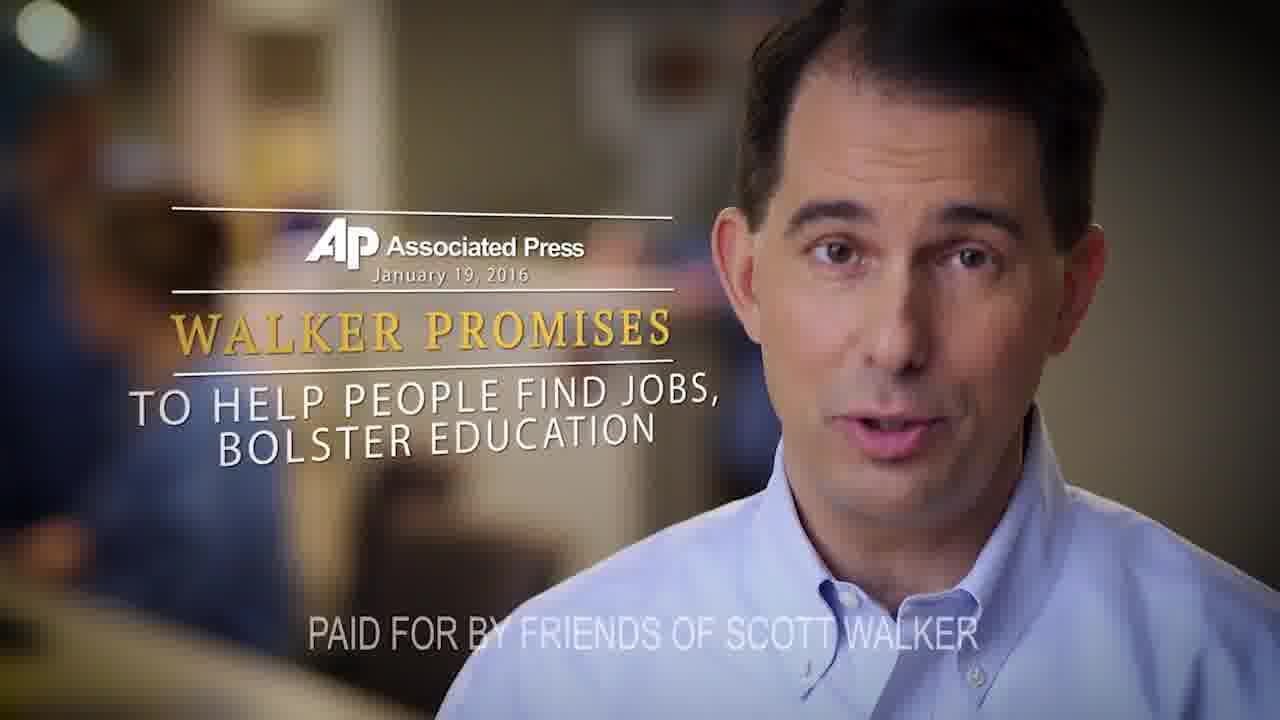 AP Associated Press
January 19, 2016
WALKER PROMISES
TO HELP PEOPLE FIND JOBS,
BOLSTER EDUCATION
PAID FOR BY FRIENDS OF SCOTT WALKER